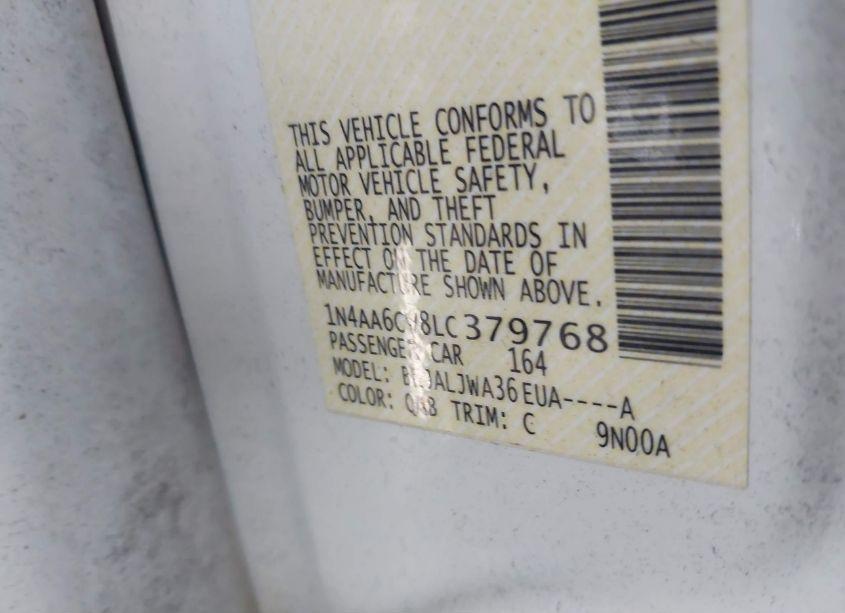 THIS VEHICLE CONFORMS TO
ALL APPLICABLE FEDERAL
MOTOR VEHICLE SAFETY,
BUMPER, AND THEFT
PREVENTION STANDARDS IN
EFFECT ON THE DATE OF
MANUFACTURE SHOWN ABOVE.
1N4AA6CV8LC379768
PASSENGER CAR 164
MODELː
COLOR: QAB TRIM: C 9N00A